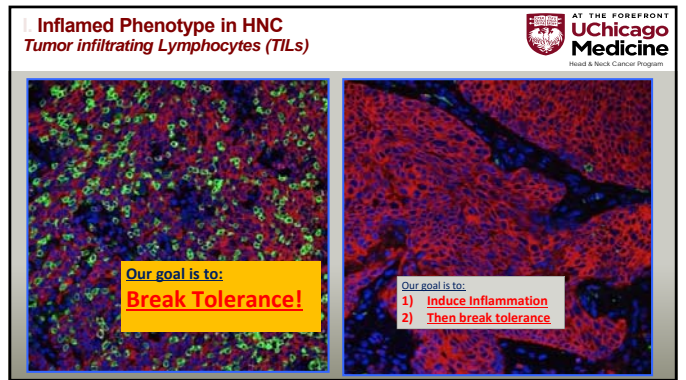 I. Inflamed Phenotype in HNC
Tumor infiltrating Lymphocytes (TILs)
AT THE FOREFRONT
UChicago
Medicine
Head & Neck Cancer Program
Our goal is to:
Break Tolerance!
Our goal is to:
1) Induce Inflammation
2) Then break tolerance